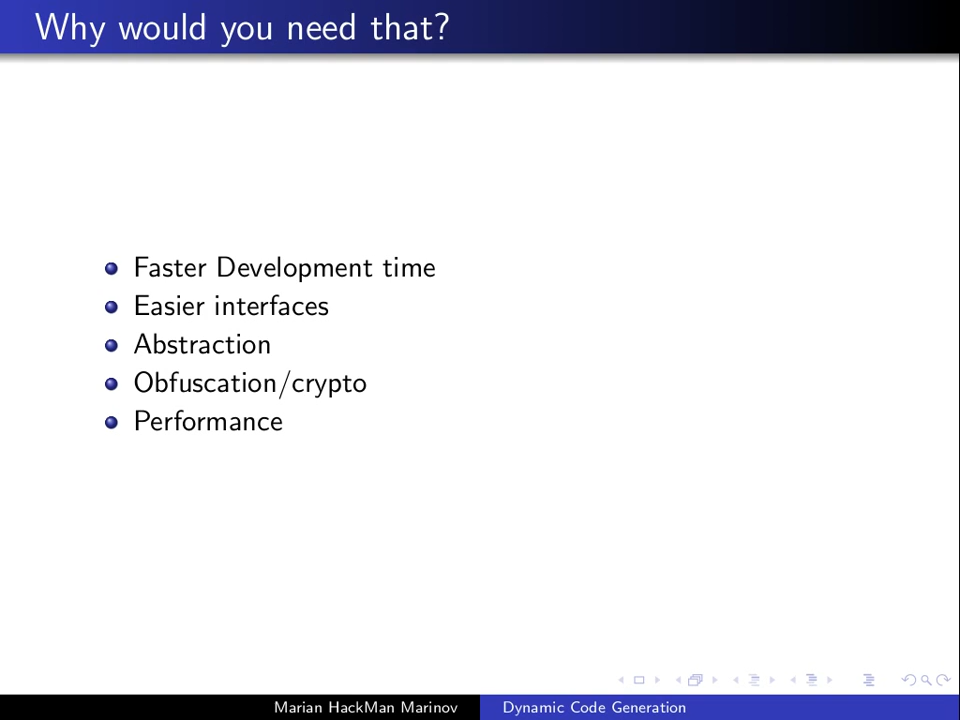 Why would you need that?
Faster Development time
Easier interfaces
Abstraction
Obfuscation/crypto
Performance
Marian HackMan Marinov
Dynamic Code Generation